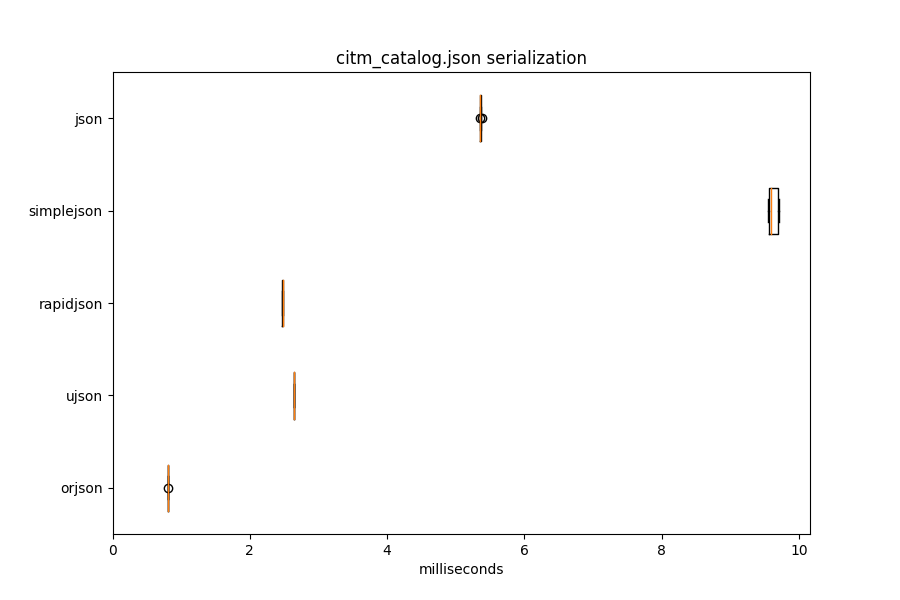 citm_catalog.json serialization
json
simplejson
rapidjson
ujson
orjson
0 2 4 6 8 10
milliseconds